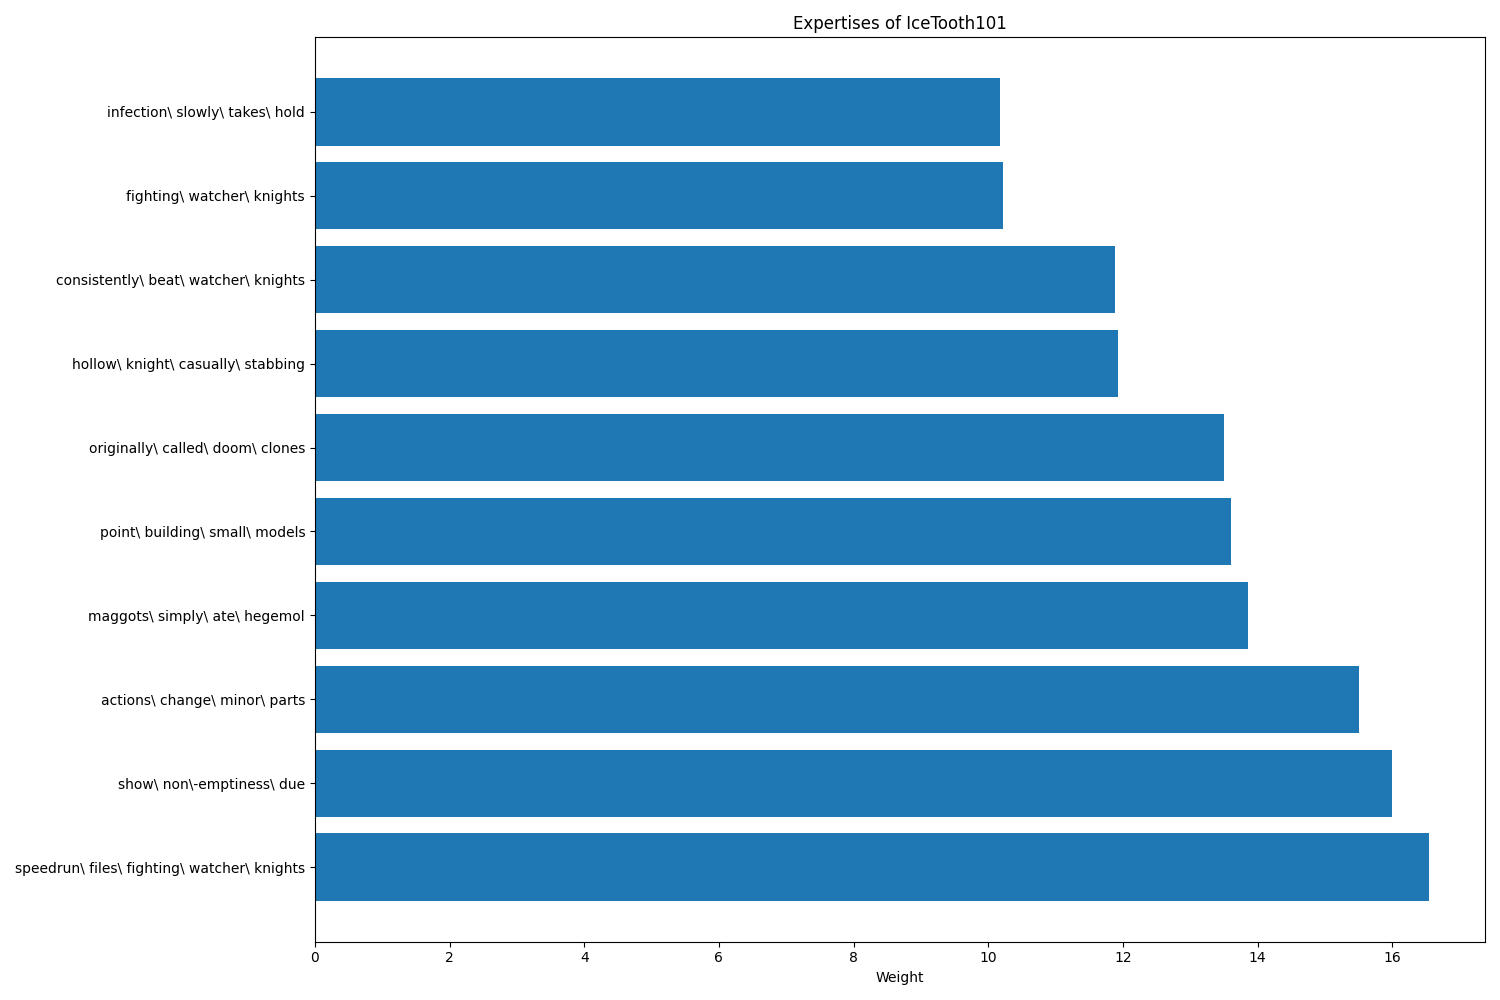 Expertises of IceTooth101
infection\ slowly\ takes\ hold
fighting\ watcher\ knights
consistently\ beat\ watcher\ knights
hollow\ knight\ casually\ stabbing
originally\ called\ doom\ clones
point\ building\ small\ models
maggots\ simply\ ate\ hegemol
actions\ change\ minor\ parts
show\ non\-emptiness\ due
speedrun\ files\ fighting\ watcher\ knights
0 2 4 6 8 10 12 14 16
Weight